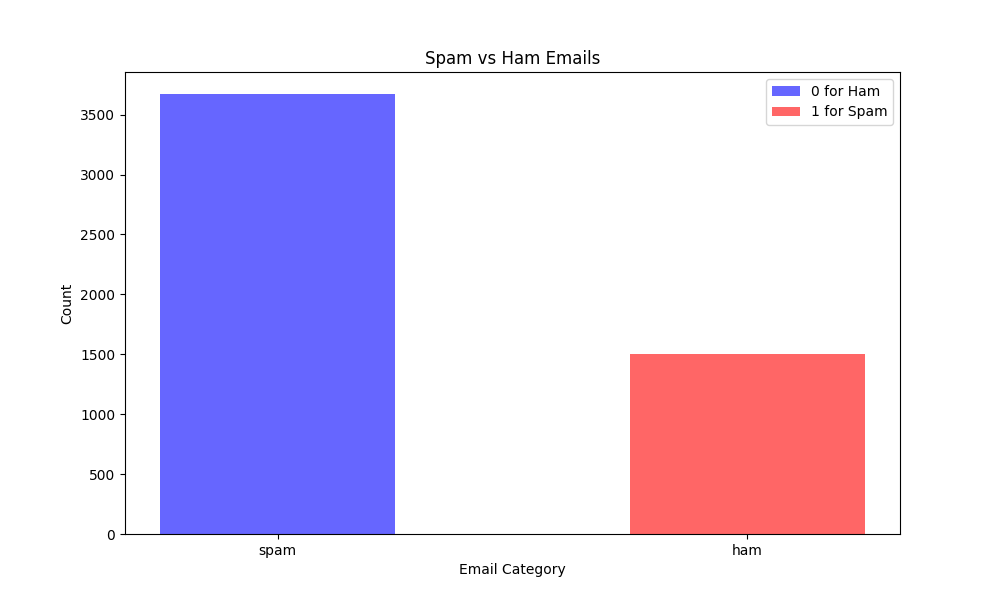 Spam vs Ham Emails
0 for Ham
1 for Spam
3500
3000
2500
2000
1500
1000
500
0
Count
spam
ham
Email Category